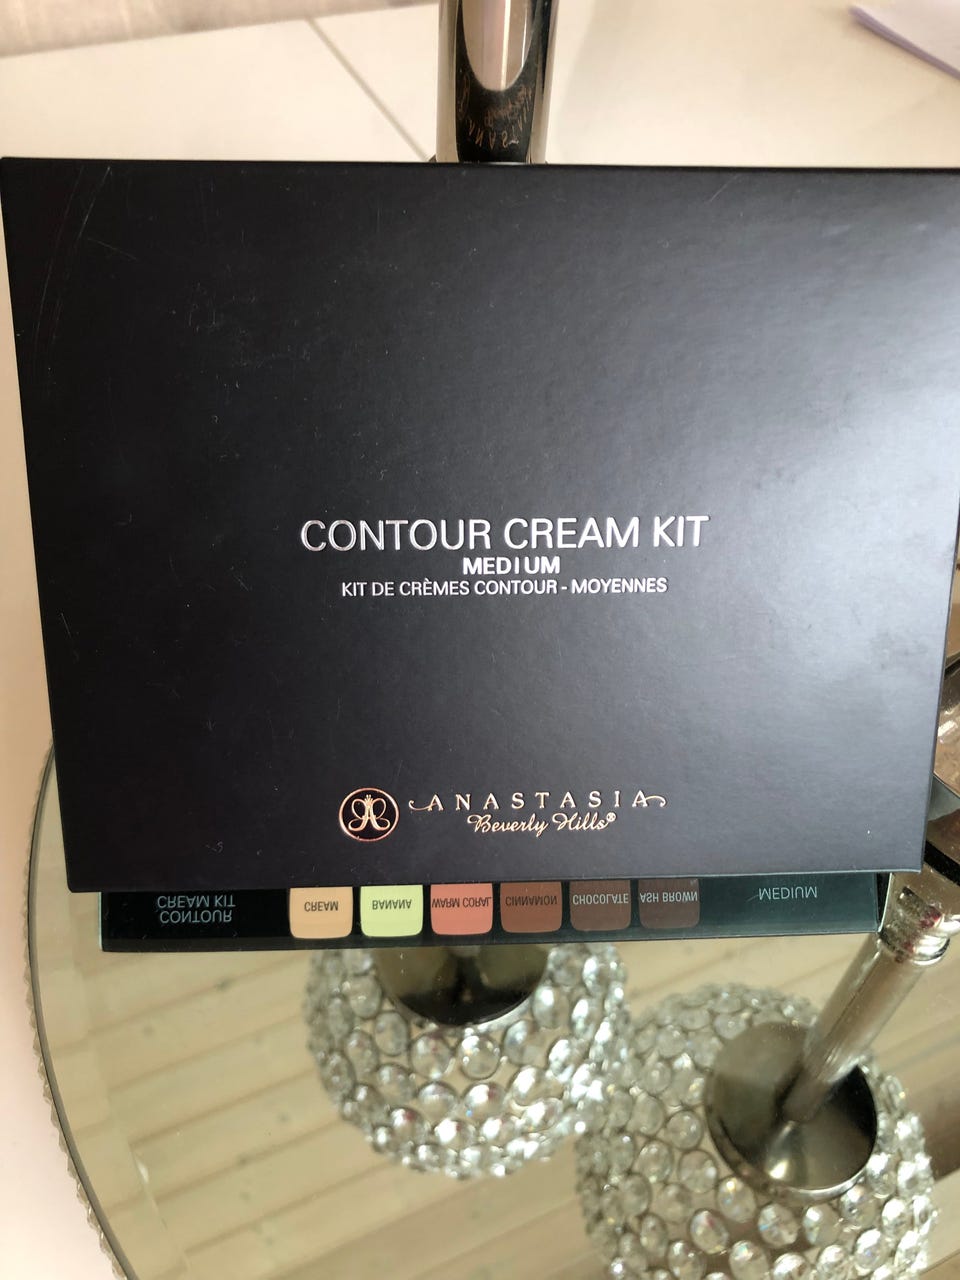 CONTOUR CREAM KIT
MEDIUM
KIT DE CRÈMES CONTOUR - MOYENNES
ANASTASIA
Beverly Hills®
CONTOUR
CREAM KIT
CREAM
BANANA
WARM CORAL
CINNAMON
CHOCOLATE
ASH BROWN
MEDIUM